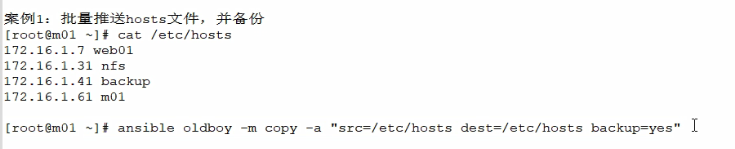 案例1：批量推送hosts文件，并备份
[root@m01 ~]# cat /etc/hosts
172.16.1.7 web01
172.16.1.31 nfs
172.16.1.41 backup
172.16.1.61 m01
[root@m01 ~]# ansible oldboy -m copy -a "src=/etc/hosts dest=/etc/hosts backup=yes"